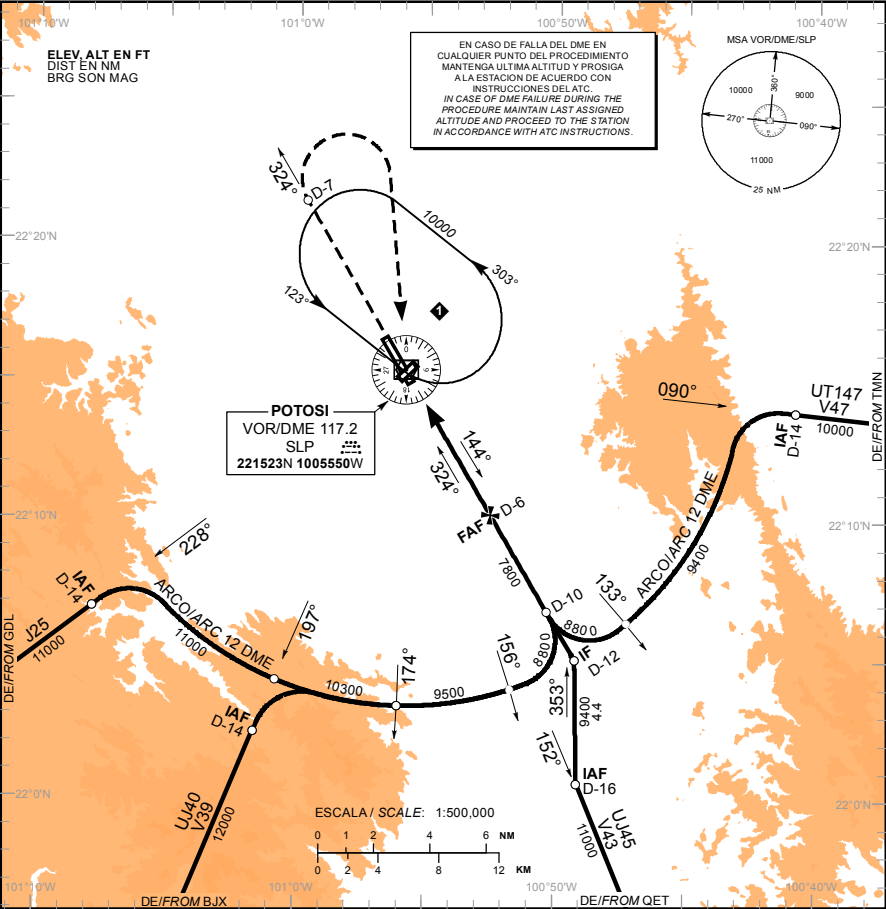 101°10'W
101°0'W
100°50'W
100°40'W
ELEV, ALT EN FT
DIST EN NM
BRG SON MAG
EN CASO DE FALLA DEL DME EN
CUALQUIER PUNTO DEL PROCEDIMIENTO
MANTENGA ULTIMA ALTITUD Y PROSIGA
A LA ESTACION DE ACUERDO CON
INSTRUCCIONES DEL ATC.
IN CASE OF DME FAILURE DURING THE
PROCEDURE MAINTAIN LAST ASSIGNED
ALTITUDE AND PROCEED TO THE STATION
IN ACCORDANCE WITH ATC INSTRUCTIONS.
MSA VOR/DME/SLP
10000
360°
9000
270°
090°
11000
25 NM
324°
D-7
10000
303°
123°
1
22°20'N
22°20'N
0
27
9
18
POTOSI
VOR/DME 117.2
SLP
221523N 1005550W
090°
UT147
V47
10000
IAF
D-14
DE/FROM TMN
144°
324°
FAF
D-6
22°10'N
22°10'N
7800
ARCO/ARC 12 DME
9400
228°
IAF
D-14
J25
11000
DE/FROM GDL
ARCO/ARC 12 DME
11000
197°
D-10
133°
8800
8800
IF
D-12
10300
174°
9500
156°
353°
9400
4.4
IAF
D-14
152°
IAF
D-16
22°0'N
22°0'N
UJ40
V39
12000
UJ45
V43
11000
ESCALA / SCALE: 1:500,000
0 1 2 4 6 NM
0 2 4 8 12 KM
101°10'W
101°0'W
100°50'W
100°40'W
DE/FROM BJX
DE/FROM QET